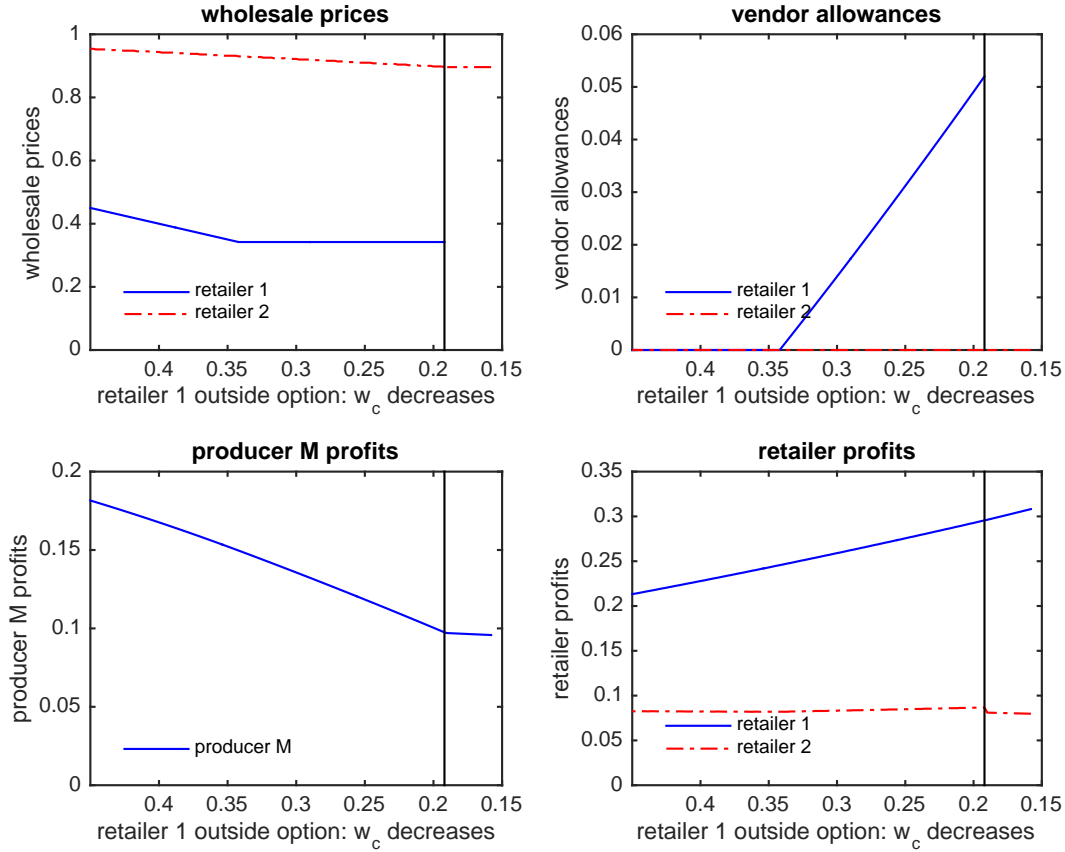 wholesale prices
1
0.8
0.6
0.4
0.2
0
wholesale prices
retailer 1
retailer 2
0.4 0.35 0.3 0.25 0.2 0.15
retailer 1 outside option: w_c decreases
vendor allowances
0.06
0.05
0.04
0.03
0.02
0.01
0
vendor allowances
retailer 1
retailer 2
0.4 0.35 0.3 0.25 0.2 0.15
retailer 1 outside option: w_c decreases
producer M profits
0.2
0.15
0.1
0.05
0
producer M profits
producer M
0.4 0.35 0.3 0.25 0.2 0.15
retailer 1 outside option: w_c decreases
retailer profits
0.35
0.3
0.25
0.2
0.15
0.1
0.05
0
retailer profits
retailer 1
retailer 2
0.4 0.35 0.3 0.25 0.2 0.15
retailer 1 outside option: w_c decreases